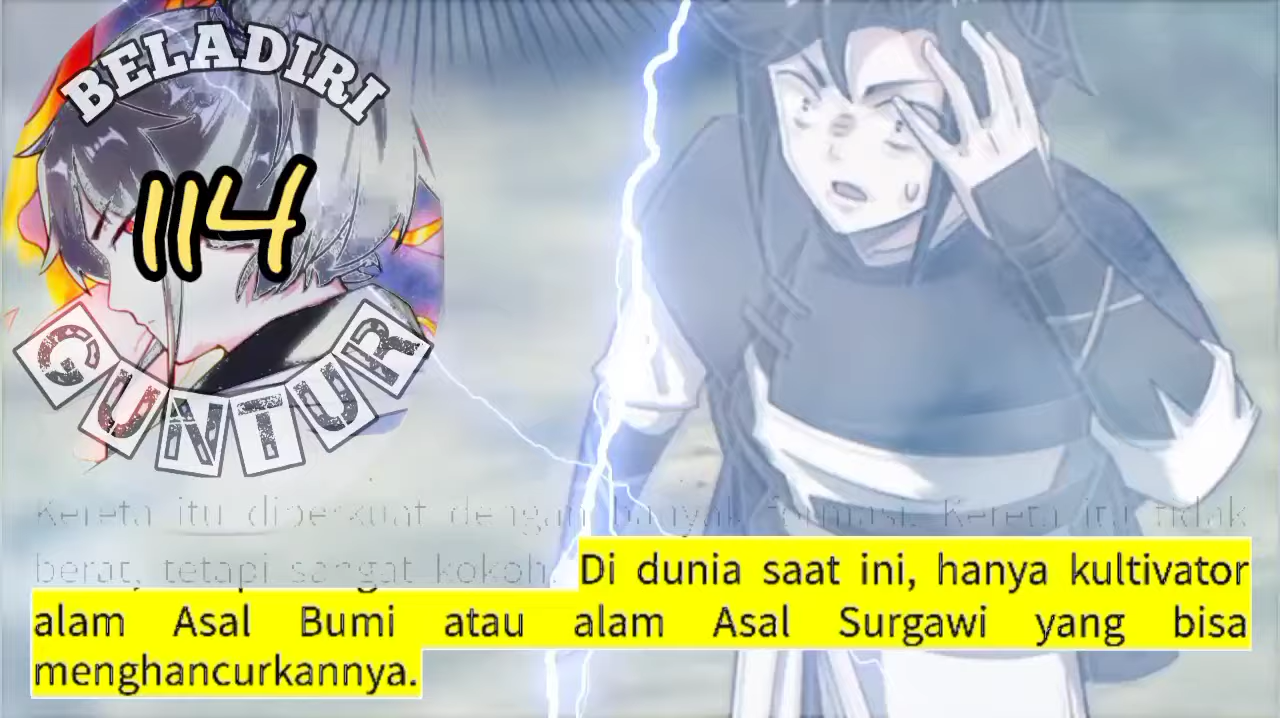 BELADIRI
114
GUNTUR
Kereta itu diperkuat dengan banyak formasi. Kereta itu tidak
berat, tetapi sangat kokoh. Di dunia saat ini, hanya kultivator
alam Asal Bumi atau alam Asal Surgawi yang bisa
menghancurkannya.